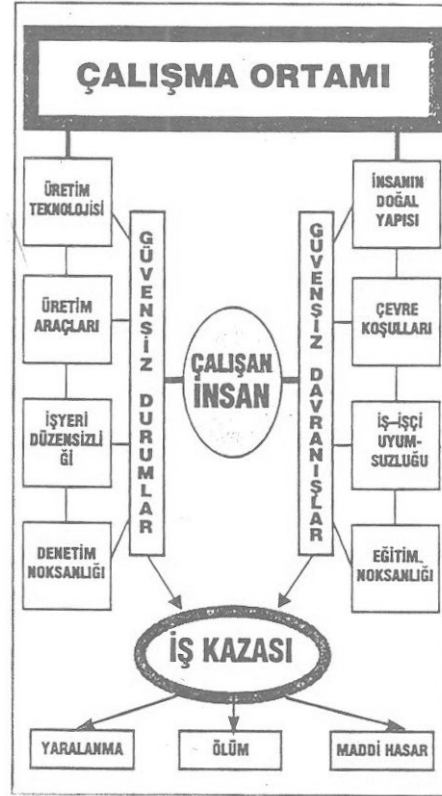 ÇALIŞMA ORTAMI
ÜRETİM
TEKNOLOJİSİ
ÜRETİM
ARAÇLARI
İŞYERİ
DÜZENSİZLİ
Ğİ
DENETİM
NOKSANLIĞI
GÜVENSİZ DURUMLAR
ÇALIŞAN
İNSAN
GÜVENŞİZ DAVRANIŞLAR
İNSANIN
DOĞAL
YAPISI
ÇEVRE
KOŞULLARI
İŞ–İŞÇİ
UYUM-
SUZLUĞU
EĞİTİM
NOKSANLIĞI
İŞ KAZASI
YARALANMA
ÖLÜM
MADDİ HASAR